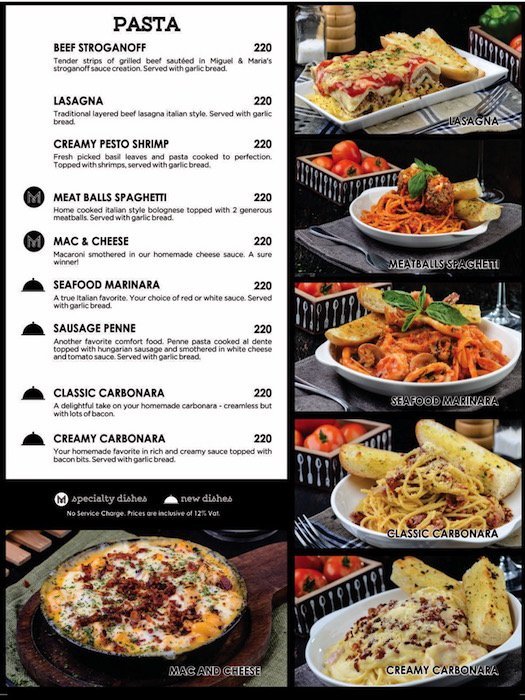 PASTA
BEEF STROGANOFF 220
Tender strips of grilled beef sautéed in Miguel & Maria's
stroganoff sauce creation. Served with garlic bread.
LASAGNA 220
Traditional layered beef lasagna italian style. Served with garlic
bread.
CREAMY PESTO SHRIMP 220
Fresh picked basil leaves and pasta cooked to perfection.
Topped with shrimps, served with garlic bread.
M MEAT BALLS SPAGHETTI 220
Home cooked italian style bolognese topped with 2 generous
meatballs. Served with garlic bread.
M MAC & CHEESE 220
Macaroni smothered in our homemade cheese sauce. A sure
winner!
SEAFOOD MARINARA 220
A true Italian favorite. Your choice of red or white sauce. Served
with garlic bread.
SAUSAGE PENNE 220
Another favorite comfort food. Penne pasta cooked al dente
topped with hungarian sausage and smothered in white cheese
and tomato sauce. Served with garlic bread.
CLASSIC CARBONARA 220
A delightful take on your homemade carbonara - creamless but
with lots of bacon.
CREAMY CARBONARA 220
Your homemade favorite in rich and creamy sauce topped with
bacon bits. Served with garlic bread.
M specialty dishes new dishes
No Service Charge. Prices are inclusive of 12% Vat.
MAC AND CHEESE
LASAGNA
MEATBALLS SPAGHETTI
SEAFOOD MARINARA
CLASSIC CARBONARA
CREAMY CARBONARA